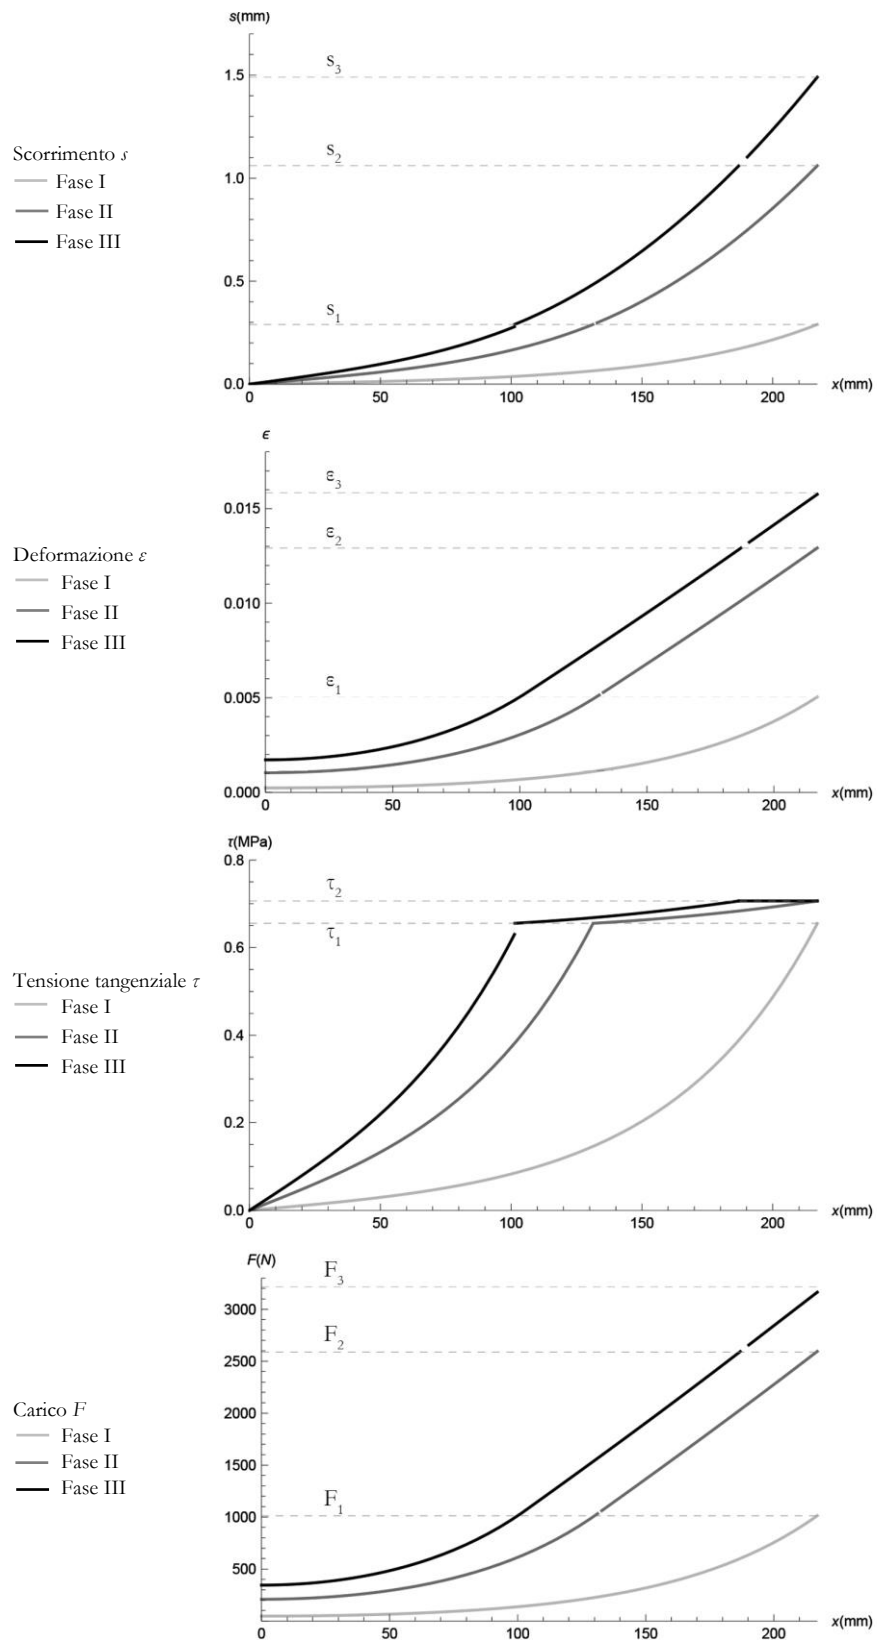 s(mm)
s₃
1.5
s₂
Scorrimento s
Fase I
Fase II
Fase III
1.0
0.5
s₁
0.0
0 50 100 150 200 x(mm)
ϵ
ε₃
0.015
ε₂
Deformazione ε
Fase I
Fase II
Fase III
0.010
ε₁
0.005
0.000
0 50 100 150 200 x(mm)
τ(MPa)
0.8
τ₂
τ₁
0.6
Tensione tangenziale τ
Fase I
Fase II
Fase III
0.4
0.2
0.0
0 50 100 150 200 x(mm)
F(N)
F₃
3000
F₂
2500
Carico F
Fase I
Fase II
Fase III
2000
1500
F₁
1000
500
0 50 100 150 200 x(mm)